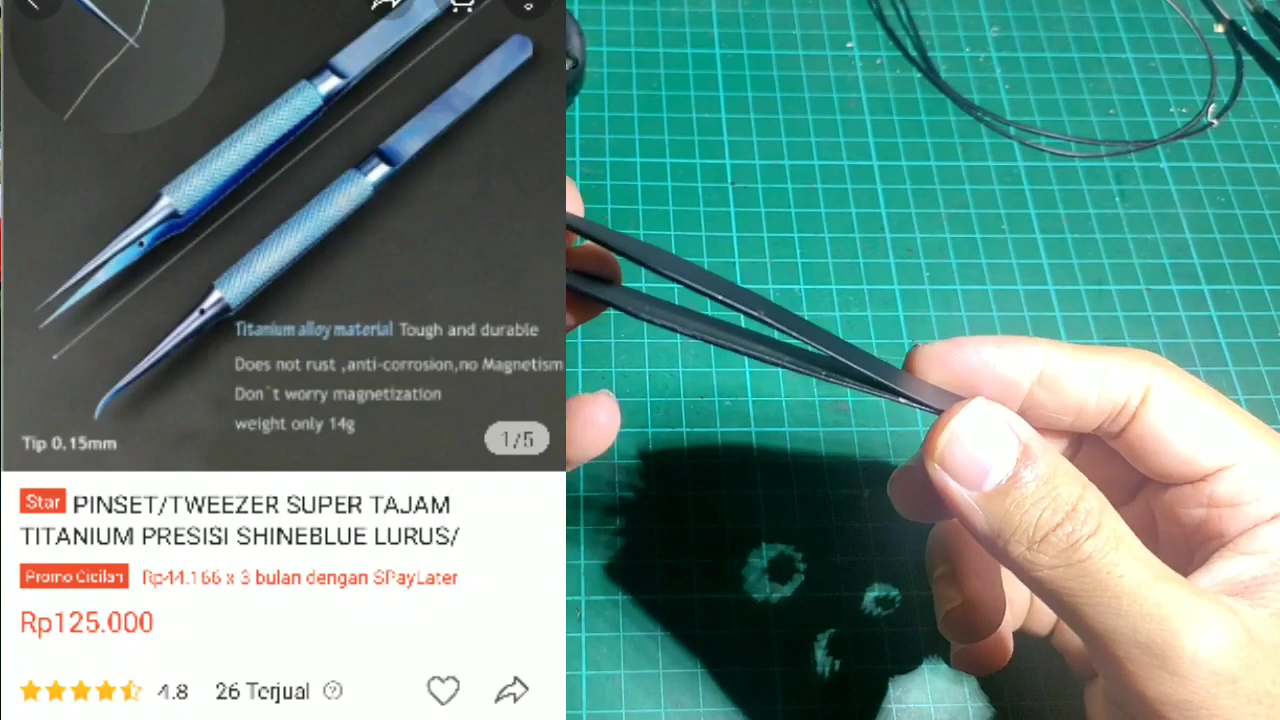 Titanium alloy material Tough and durable
Does not rust ,anti-corrosion,no Magnetism
Don`t worry magnetization
weight only 14g
Tip 0.15mm
1/5
Star PINSET/TWEEZER SUPER TAJAM
TITANIUM PRESISI SHINEBLUE LURUS/
Promo Cicilan Rp44.166 x 3 bulan dengan SPayLater
Rp125.000
4.8 26 Terjual ?